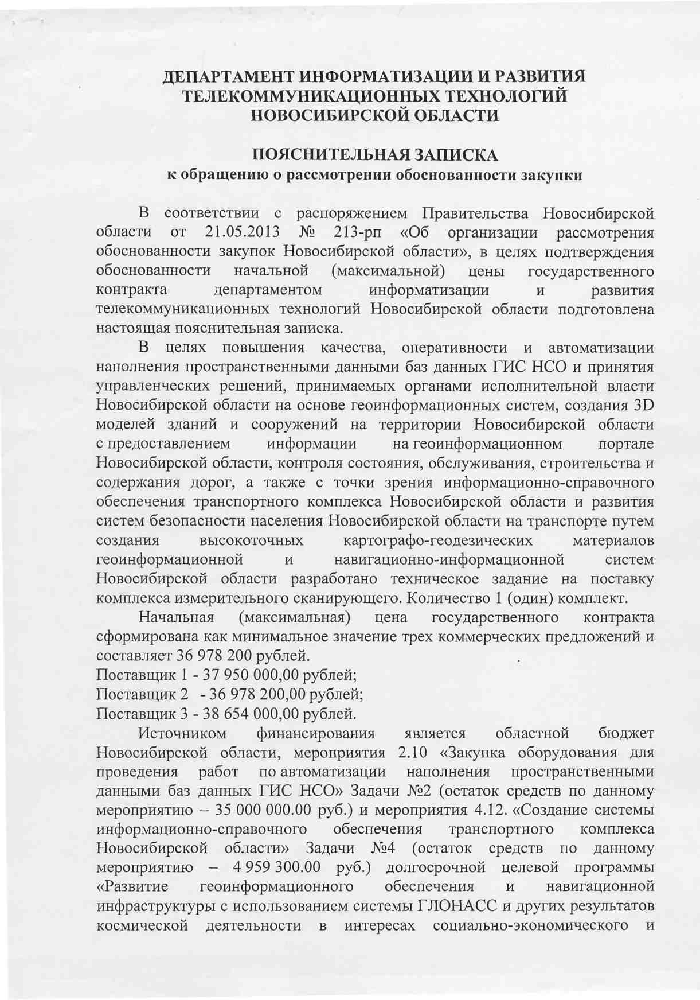 ДЕПАРТАМЕНТ ИНФОРМАТИЗАЦИИ И РАЗВИТИЯ
ТЕЛЕКОММУНИКАЦИОННЫХ ТЕХНОЛОГИЙ
НОВОСИБИРСКОЙ ОБЛАСТИ
ПОЯСНИТЕЛЬНАЯ ЗАПИСКА
к обращению о рассмотрении обоснованности закупки
В соответствии с распоряжением Правительства Новосибирской
области от 21.05.2013 № 213-рп «Об организации рассмотрения
обоснованности закупок Новосибирской области», в целях подтверждения
обоснованности начальной (максимальной) цены государственного
контракта департаментом информатизации и развития
телекоммуникационных технологий Новосибирской области подготовлена
настоящая пояснительная записка.
В целях повышения качества, оперативности и автоматизации
наполнения пространственными данными баз данных ГИС НСО и принятия
управленческих решений, принимаемых органами исполнительной власти
Новосибирской области на основе геоинформационных систем, создания 3D
моделей зданий и сооружений на территории Новосибирской области
с предоставлением информации на геоинформационном портале
Новосибирской области, контроля состояния, обслуживания, строительства и
содержания дорог, а также с точки зрения информационно-справочного
обеспечения транспортного комплекса Новосибирской области и развития
систем безопасности населения Новосибирской области на транспорте путем
создания высокоточных картографо-геодезических материалов
геоинформационной и навигационно-информационной систем
Новосибирской области разработано техническое задание на поставку
комплекса измерительного сканирующего. Количество 1 (один) комплект.
Начальная (максимальная) цена государственного контракта
сформирована как минимальное значение трех коммерческих предложений и
составляет 36 978 200 рублей.
Поставщик 1 - 37 950 000,00 рублей;
Поставщик 2 - 36 978 200,00 рублей;
Поставщик 3 - 38 654 000,00 рублей.
Источником финансирования является областной бюджет
Новосибирской области, мероприятия 2.10 «Закупка оборудования для
проведения работ по автоматизации наполнения пространственными
данными баз данных ГИС НСО» Задачи №2 (остаток средств по данному
мероприятию – 35 000 000.00 руб.) и мероприятия 4.12. «Создание системы
информационно-справочного обеспечения транспортного комплекса
Новосибирской области» Задачи №4 (остаток средств по данному
мероприятию – 4 959 300.00 руб.) долгосрочной целевой программы
«Развитие геоинформационного обеспечения и навигационной
инфраструктуры с использованием системы ГЛОНАСС и других результатов
космической деятельности в интересах социально-экономического и